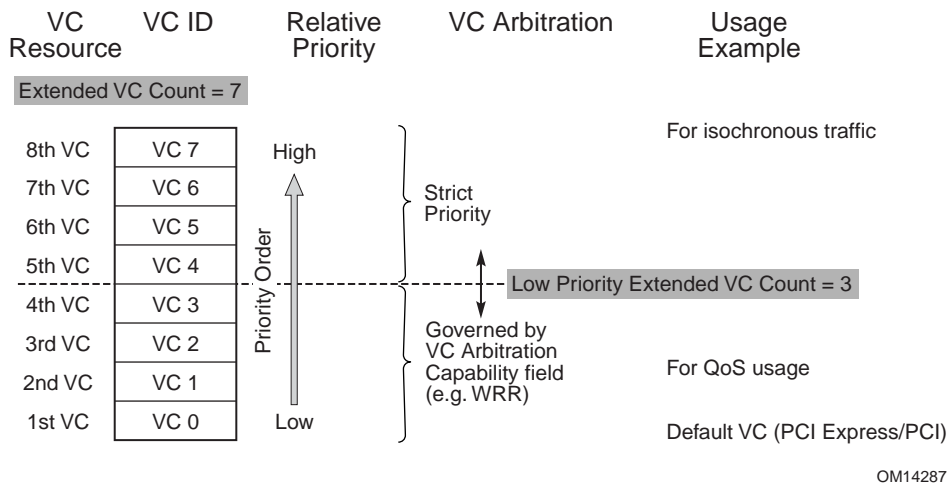 VC Resource
VC ID
Relative Priority
VC Arbitration
Usage Example
Extended VC Count = 7
For isochronous traffic
8th VC VC 7 High
7th VC VC 6
6th VC VC 5
5th VC VC 4
Strict
Priority
Priority Order
Low Priority Extended VC Count = 3
4th VC VC 3
3rd VC VC 2
2nd VC VC 1
1st VC VC 0 Low
Governed by
VC Arbitration
Capability field
(e.g. WRR)
For QoS usage
Default VC (PCI Express/PCI)
OM14287